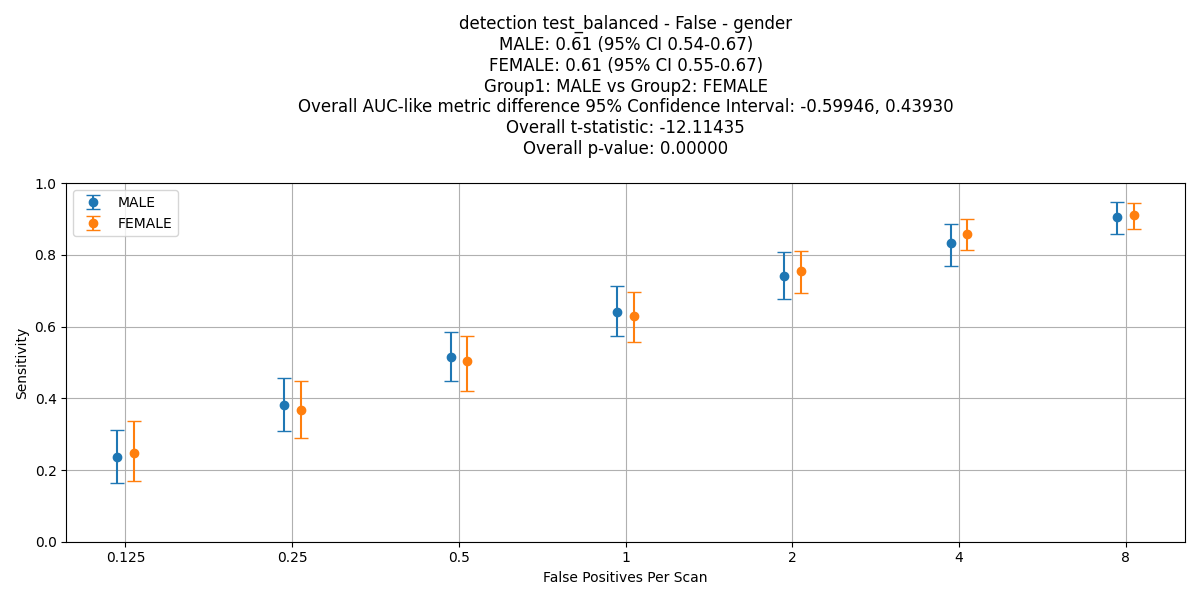 detection test_balanced - False - gender
MALE: 0.61 (95% CI 0.54-0.67)
FEMALE: 0.61 (95% CI 0.55-0.67)
Group1: MALE vs Group2: FEMALE
Overall AUC-like metric difference 95% Confidence Interval: -0.59946, 0.43930
Overall t-statistic: -12.11435
Overall p-value: 0.00000
MALE
FEMALE
1.0
0.8
0.6
0.4
0.2
0.0
Sensitivity
0.125 0.25 0.5 1 2 4 8
False Positives Per Scan